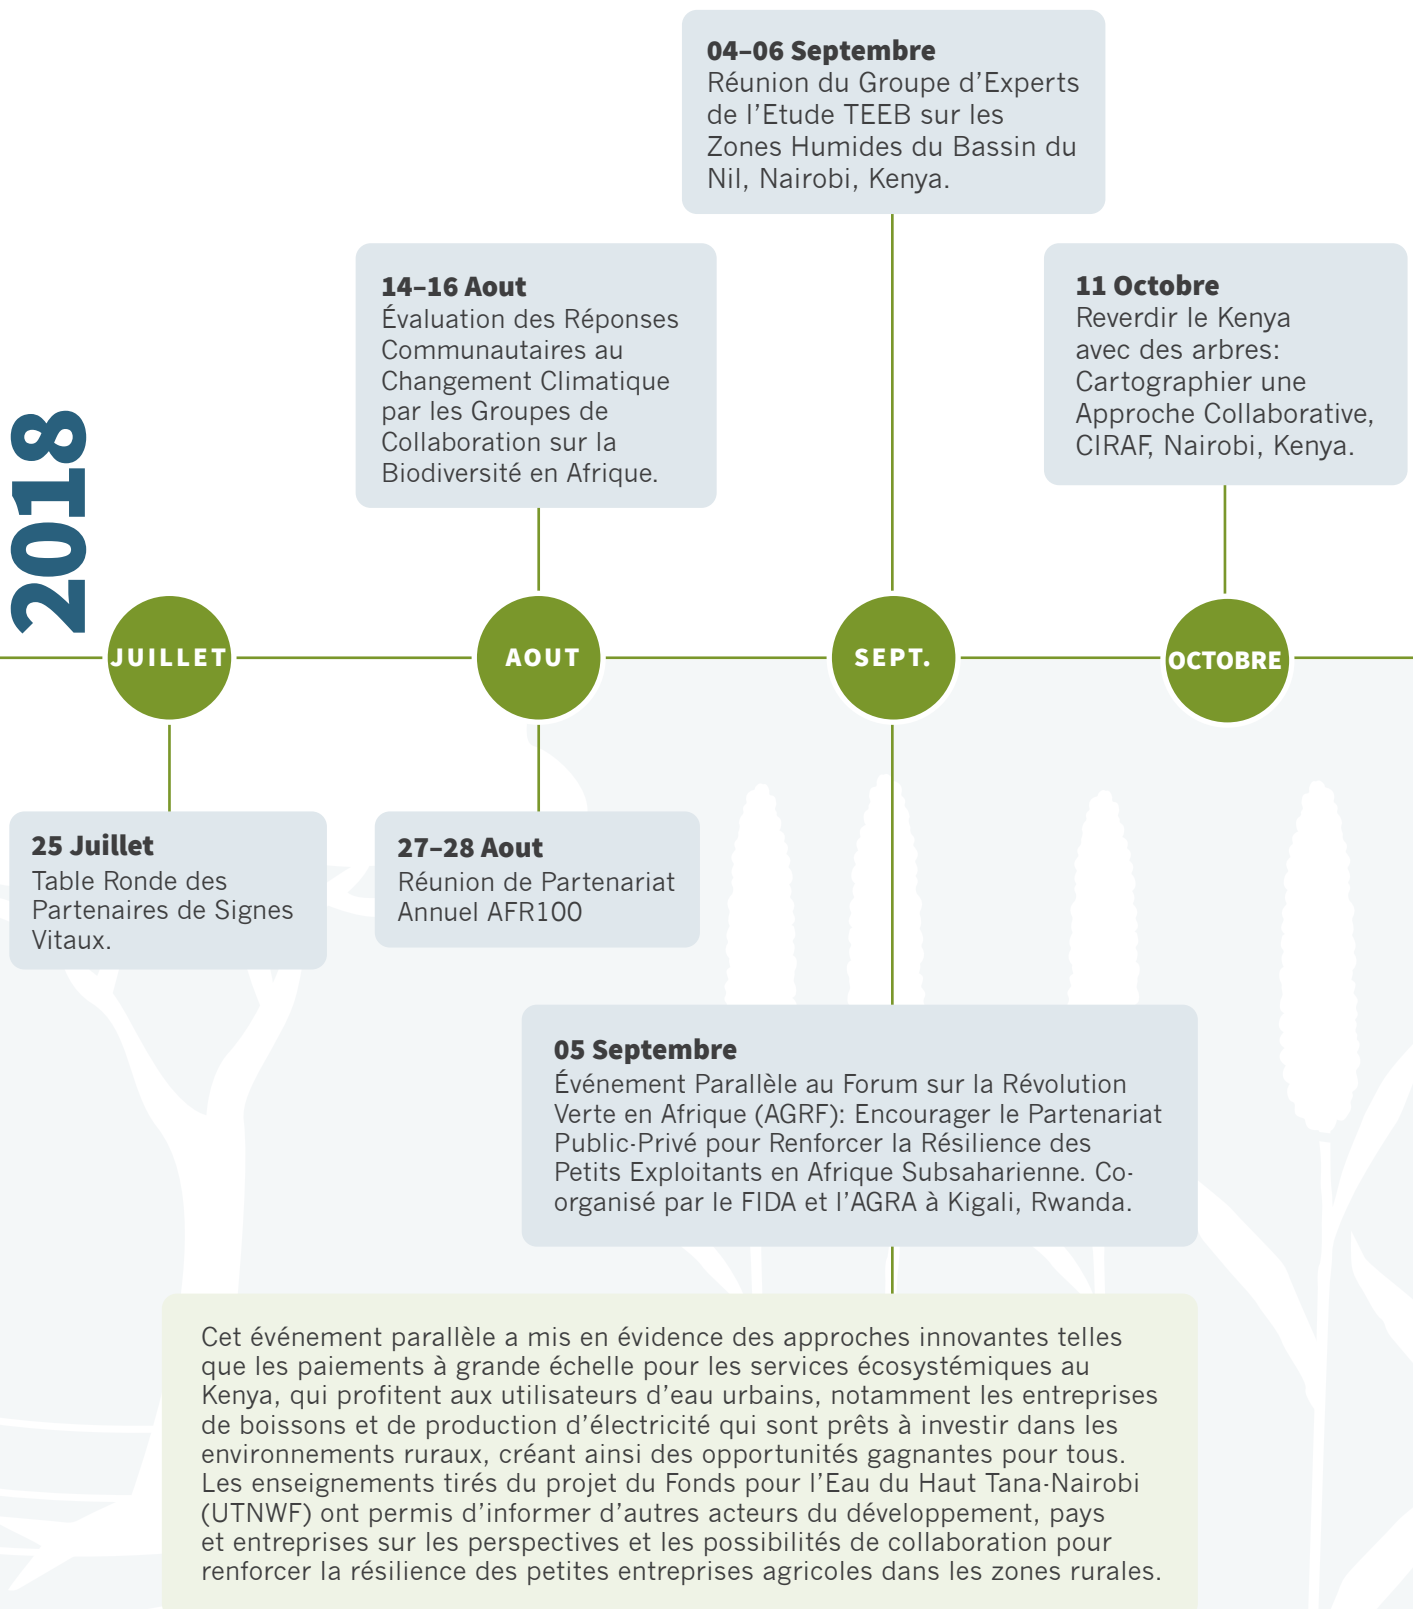 2018
04–06 Septembre
Réunion du Groupe d’Experts
de l’Etude TEEB sur les
Zones Humides du Bassin du
Nil, Nairobi, Kenya.
14–16 Aout
Évaluation des Réponses
Communautaires au
Changement Climatique
par les Groupes de
Collaboration sur la
Biodiversité en Afrique.
11 Octobre
Reverdir le Kenya
avec des arbres:
Cartographier une
Approche Collaborative,
CIRAF, Nairobi, Kenya.
JUILLET
AOUT
SEPT.
OCTOBRE
25 Juillet
Table Ronde des
Partenaires de Signes
Vitaux.
27–28 Aout
Réunion de Partenariat
Annuel AFR100
05 Septembre
Événement Parallèle au Forum sur la Révolution
Verte en Afrique (AGRF): Encourager le Partenariat
Public-Privé pour Renforcer la Résilience des
Petits Exploitants en Afrique Subsaharienne. Co-
organisé par le FIDA et l’AGRA à Kigali, Rwanda.
Cet événement parallèle a mis en évidence des approches innovantes telles
que les paiements à grande échelle pour les services écosystémiques au
Kenya, qui profitent aux utilisateurs d’eau urbains, notamment les entreprises
de boissons et de production d’électricité qui sont prêts à investir dans les
environnements ruraux, créant ainsi des opportunités gagnantes pour tous.
Les enseignements tirés du projet du Fonds pour l’Eau du Haut Tana-Nairobi
(UTNWF) ont permis d’informer d’autres acteurs du développement, pays
et entreprises sur les perspectives et les possibilités de collaboration pour
renforcer la résilience des petites entreprises agricoles dans les zones rurales.